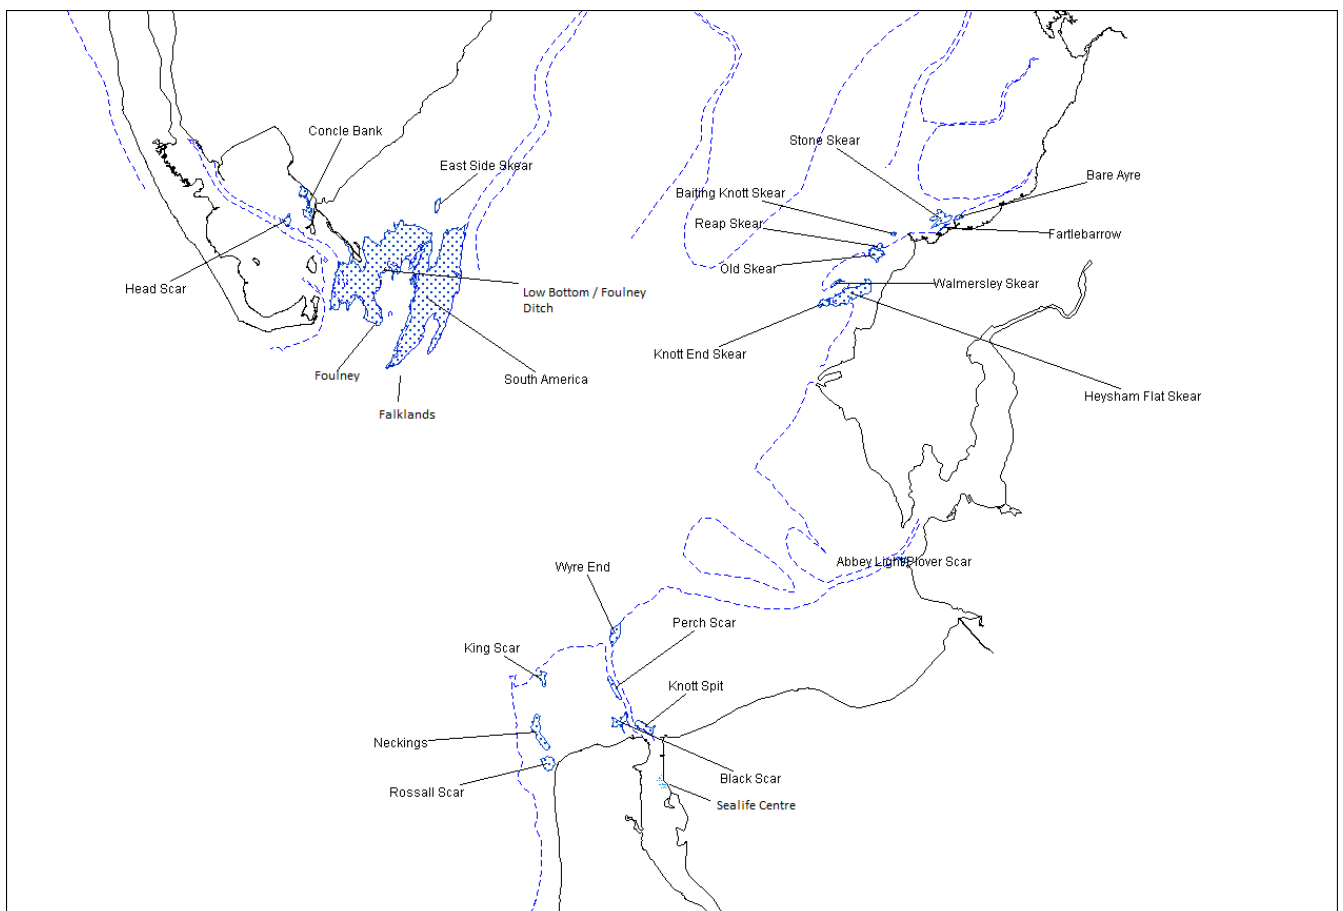 Concle Bank
Stone Skear
East Side Skear
Bare Ayre
Baiting Knott Skear
Reap Skear
Fartlebarrow
Old Skear
Head Scar
Low Bottom / Foulney
Ditch
Walmersley Skear
Knott End Skear
Foulney
South America
Heysham Flat Skear
Falklands
Abbey Light/Plover Scar
Wyre End
Perch Scar
King Scar
Knott Spit
Neckings
Black Scar
Rossall Scar
Sealife Centre